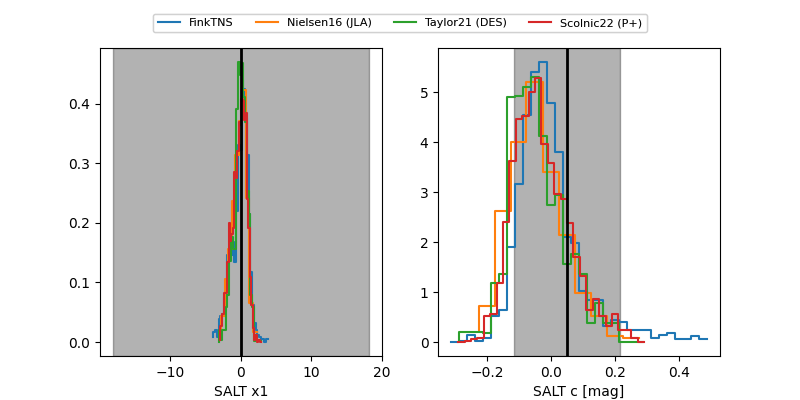 FinkTNS Nielsen16 (JLA) Taylor21 (DES) Scolnic22 (P+)
0.4
0.3
0.2
0.1
0.0
−10 0 10 20
SALT x1
5
4
3
2
1
0
−0.2 0.0 0.2 0.4
SALT c [mag]